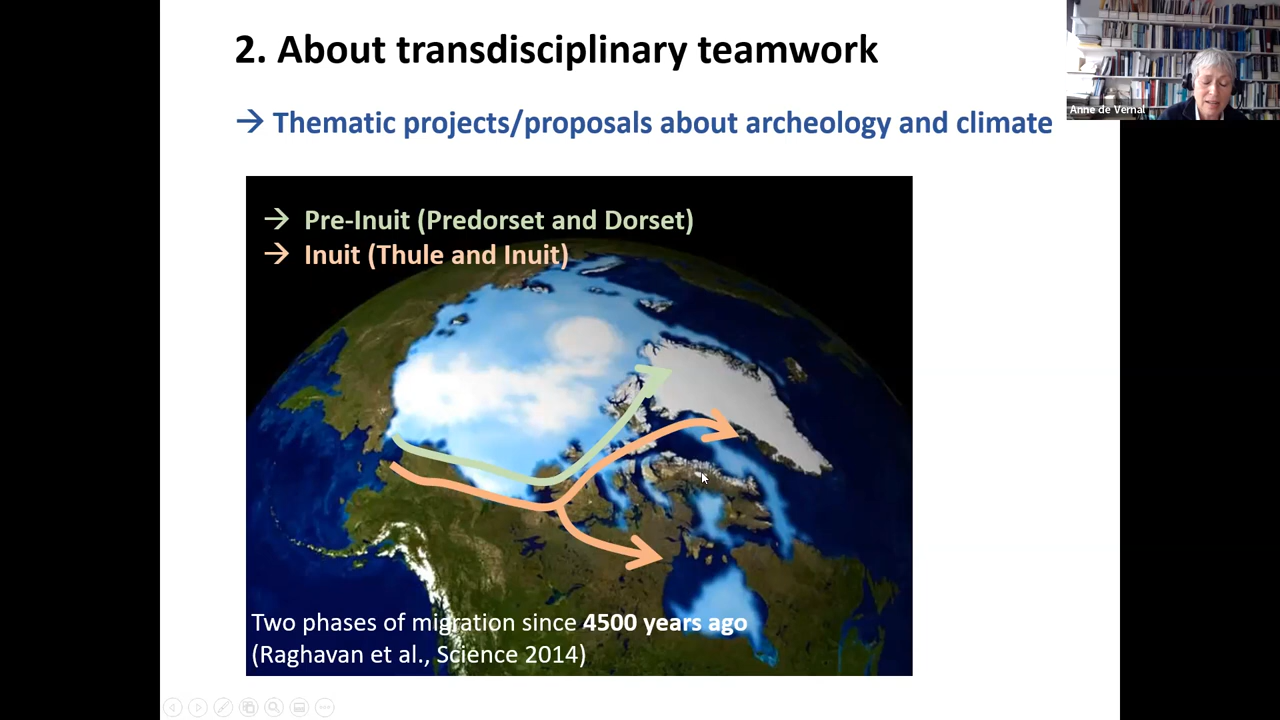 2. About transdisciplinary teamwork
Anne de Vernal
→ Thematic projects/proposals about archeology and climate
→ Pre-Inuit (Predorset and Dorset)
→ Inuit (Thule and Inuit)
Two phases of migration since 4500 years ago
(Raghavan et al., Science 2014)